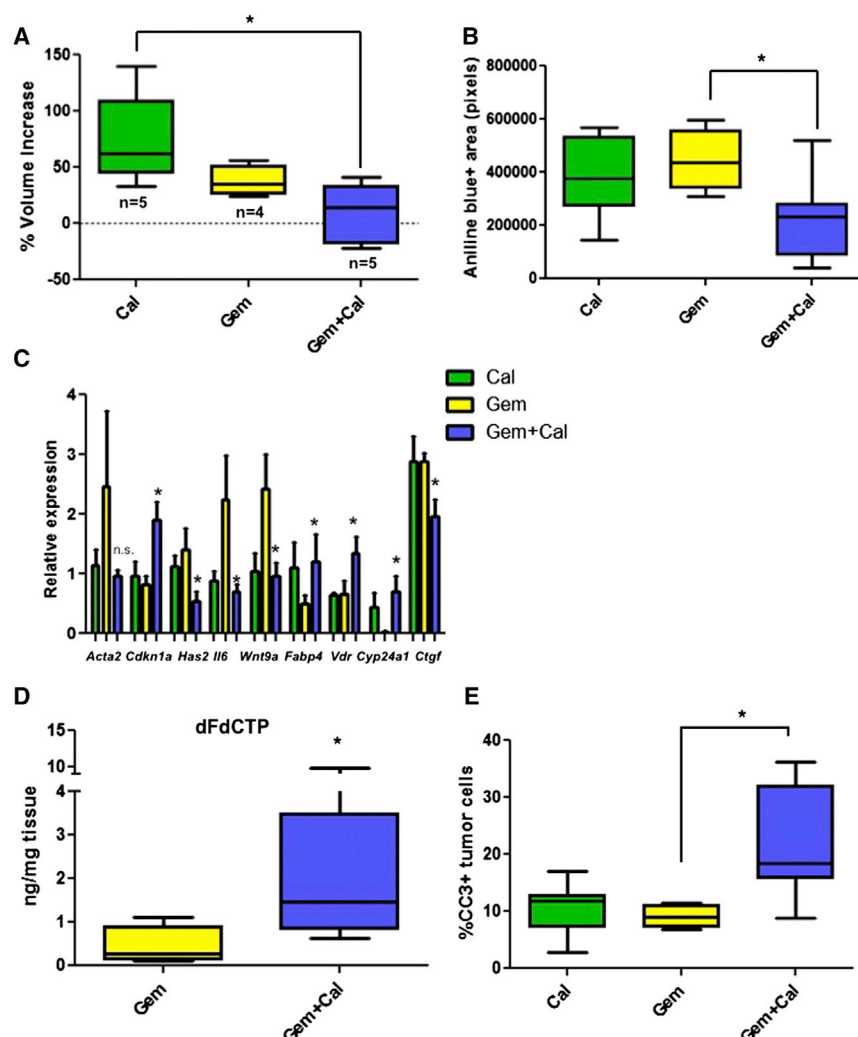 A
*
% Volume Increase
150
100
50
0
-50
n=5
n=4
n=5
Cal
Gem
Gem+Cal
B
*
Aniline blue+ area (pixels)
800000
600000
400000
200000
0
Cal
Gem
Gem+Cal
C
Cal
Gem
Gem+Cal
Relative expression
4
3
2
1
0
n.s.
*
*
*
*
*
*
*
*
Acta2 Cdkn1a Has2 Il6 Wnt9a Fabp4 Vdr Cyp24a1 Ctgf
D
dFdCTP
*
ng/mg tissue
15
10
4
3
2
1
0
Gem
Gem+Cal
E
*
%CC3+ tumor cells
40
30
20
10
0
Cal
Gem
Gem+Cal